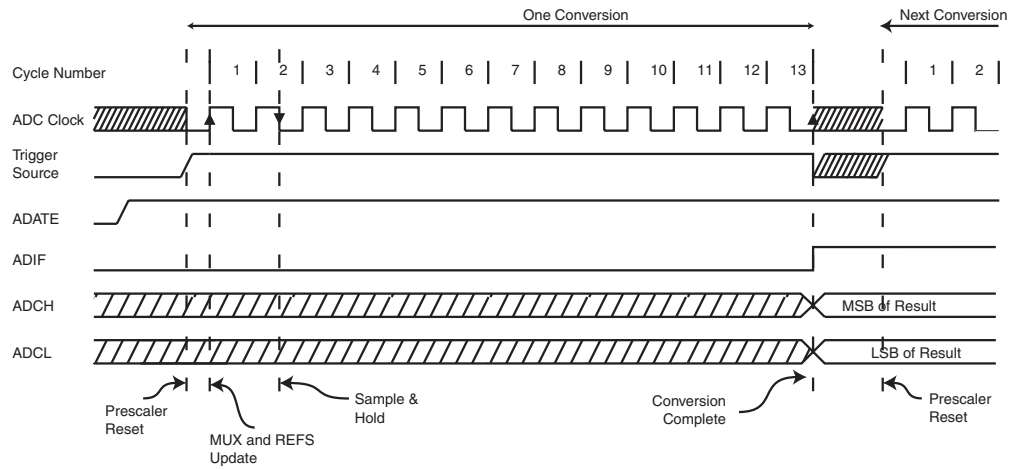 One Conversion
Next Conversion
Cycle Number
1 2 3 4 5 6 7 8 9 10 11 12 13 1 2
ADC Clock
Trigger
Source
ADATE
ADIF
ADCH
MSB of Result
ADCL
LSB of Result
Prescaler
Reset
MUX and REFS
Update
Sample &
Hold
Conversion
Complete
Prescaler
Reset